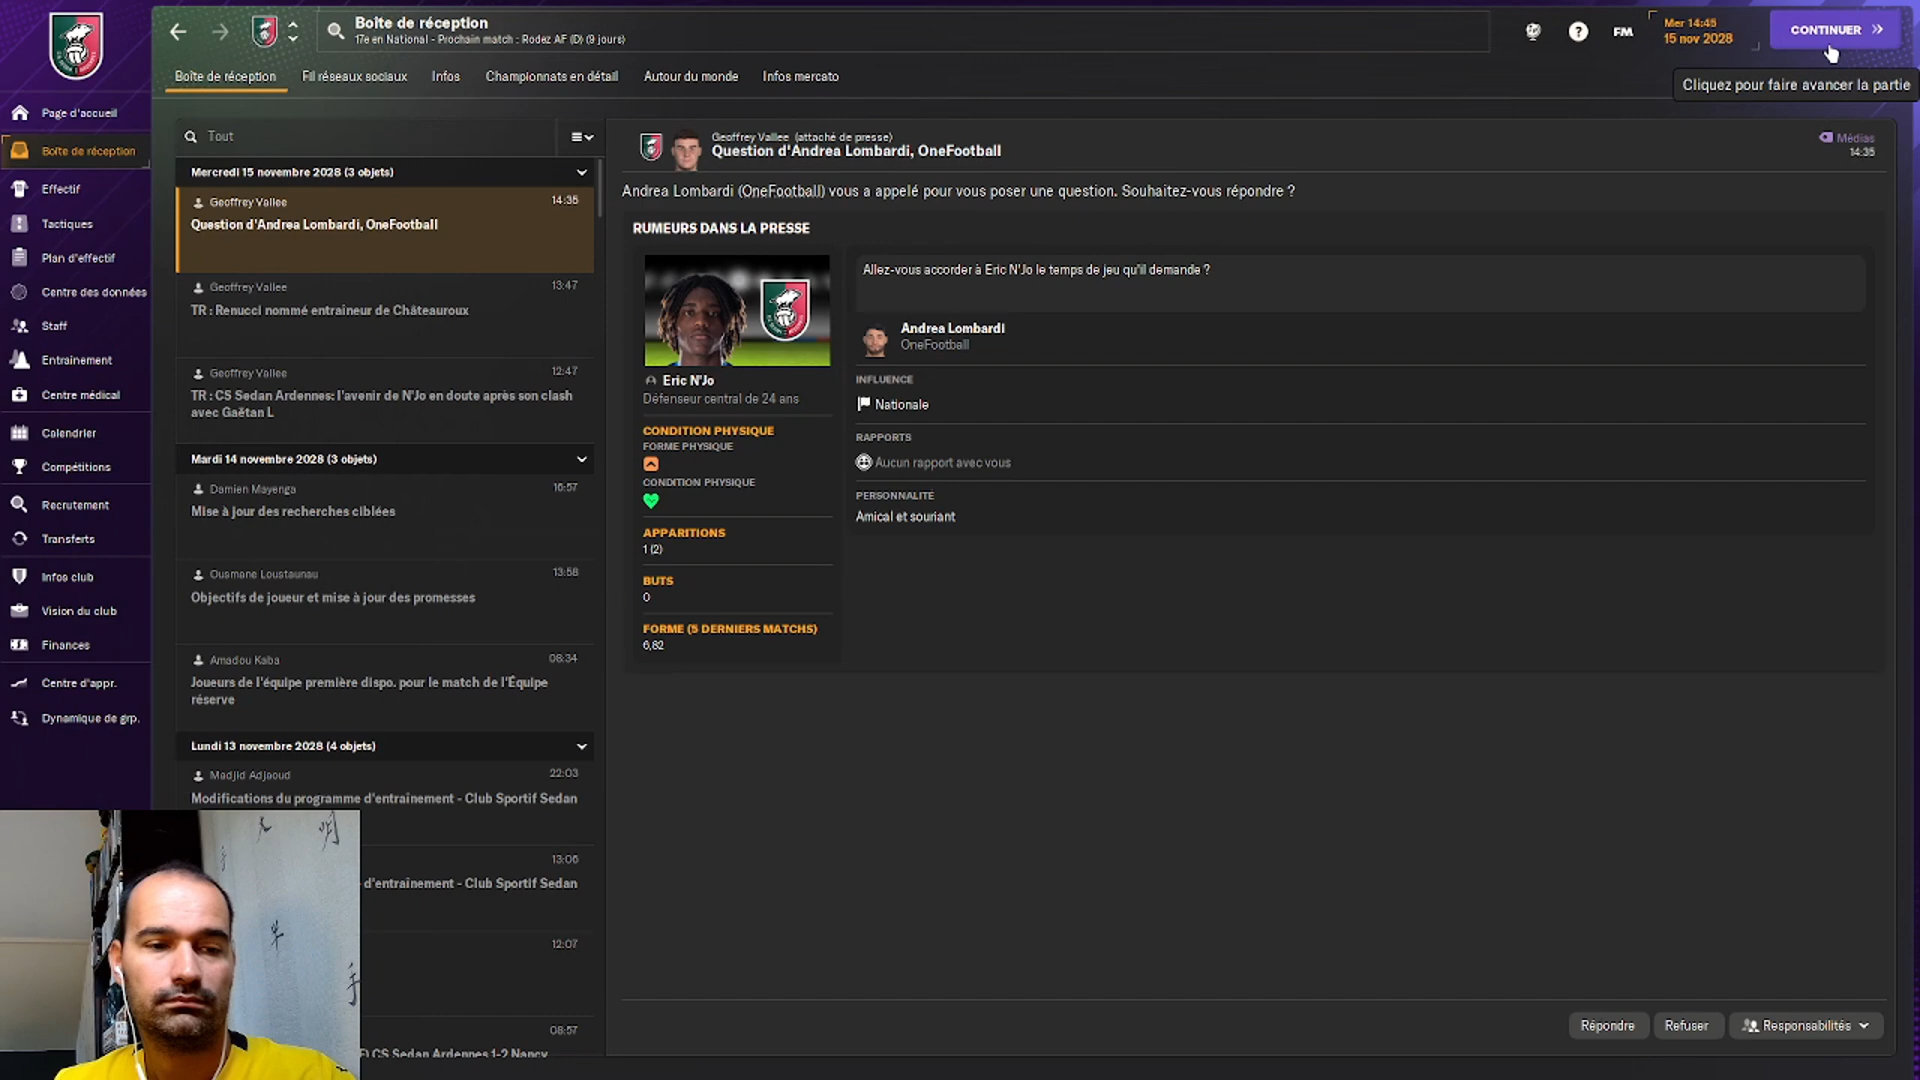 Boîte de réception
17e en National - Prochain match : Rodez AF (D) (9 jours)
FM
Mer 14:45
15 nov 2028
CONTINUER
Cliquez pour faire avancer la partie
Boîte de réception
Fil réseaux sociaux
Infos
Championnats en détail
Autour du monde
Infos mercato
Page d'accueil
Boîte de réception
Effectif
Tactiques
Plan d'effectif
Centre des données
Staff
Entrainement
Centre médical
Calendrier
Compétitions
Recrutement
Transferts
Infos club
Vision du club
Finances
Centre d'appr.
Dynamique de grp.
Tout
Mercredi 15 novembre 2028 (3 objets)
Geoffrey Vallee 14:35
Question d'Andrea Lombardi, OneFootball
Geoffrey Vallee 13:47
TR : Renucci nommé entraineur de Châteauroux
Geoffrey Vallee 12:47
TR : CS Sedan Ardennes: l'avenir de N'Jo en doute après son clash
avec Gaëtan L
Mardi 14 novembre 2028 (3 objets)
Damien Mayenga 16:57
Mise à jour des recherches ciblées
Ousmane Loustaunau 13:58
Objectifs de joueur et mise à jour des promesses
Amadou Kaba 08:34
Joueurs de l'équipe première dispo. pour le match de l'Équipe
réserve
Lundi 13 novembre 2028 (4 objets)
Madjid Adjaoud 22:03
Modifications du programme d'entrainement - Club Sportif Sedan
13:06
d'entrainement - Club Sportif Sedan
12:07
08:57
CS Sedan Ardennes 1-2 Nancy
Geoffrey Vallee (attaché de presse)
Question d'Andrea Lombardi, OneFootball
Médias
14:35
Andrea Lombardi (OneFootball) vous a appelé pour vous poser une question. Souhaitez-vous répondre ?
RUMEURS DANS LA PRESSE
Eric N'Jo
Défenseur central de 24 ans
CONDITION PHYSIQUE
FORME PHYSIQUE
CONDITION PHYSIQUE
APPARITIONS
1 (2)
BUTS
0
FORME (5 DERNIERS MATCHS)
6,82
Allez-vous accorder à Eric N'Jo le temps de jeu qu'il demande ?
Andrea Lombardi
OneFootball
INFLUENCE
Nationale
RAPPORTS
Aucun rapport avec vous
PERSONNALITÉ
Amical et souriant
Répondre
Refuser
Responsabilités